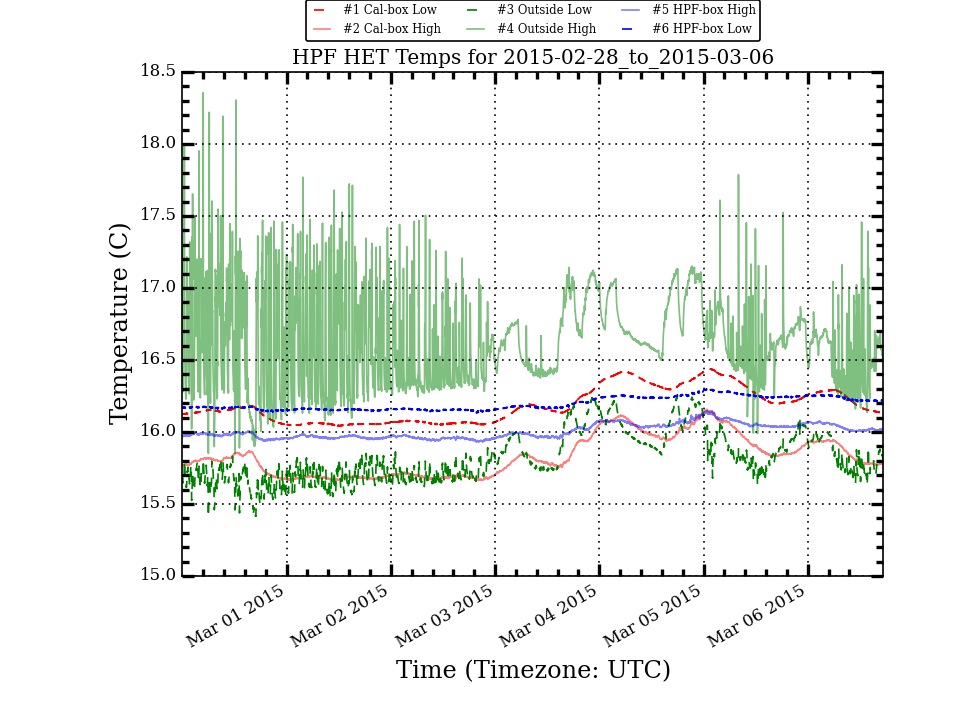 #1 Cal-box Low #3 Outside Low #5 HPF-box High
#2 Cal-box High #4 Outside High #6 HPF-box Low
HPF HET Temps for 2015-02-28_to_2015-03-06
18.5
18.0
17.5
17.0
16.5
16.0
15.5
15.0
Temperature (C)
Mar 01 2015
Mar 02 2015
Mar 03 2015
Mar 04 2015
Mar 05 2015
Mar 06 2015
Time (Timezone: UTC)